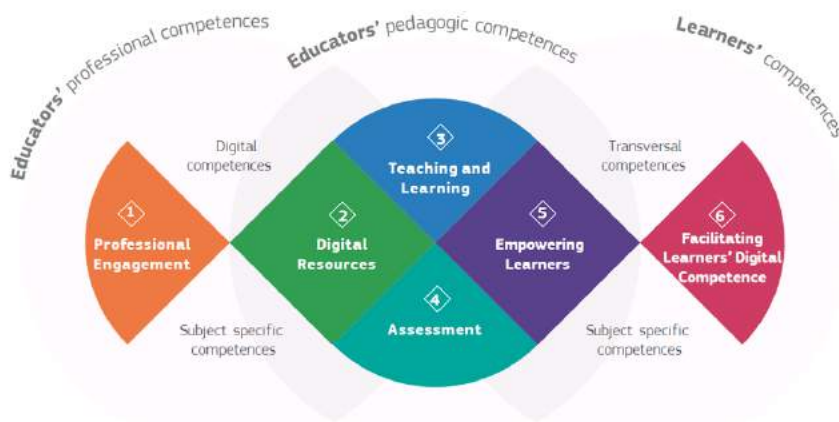 Educators' professional competences
Educators' pedagogic competences
Learners' competences
Digital
competences
3
Teaching and
Learning
Transversal
competences
1
Professional
Engagement
2
Digital
Resources
5
Empowering
Learners
6
Facilitating
Learners' Digital
Competence
Subject specific
competences
4
Assessment
Subject specific
competences